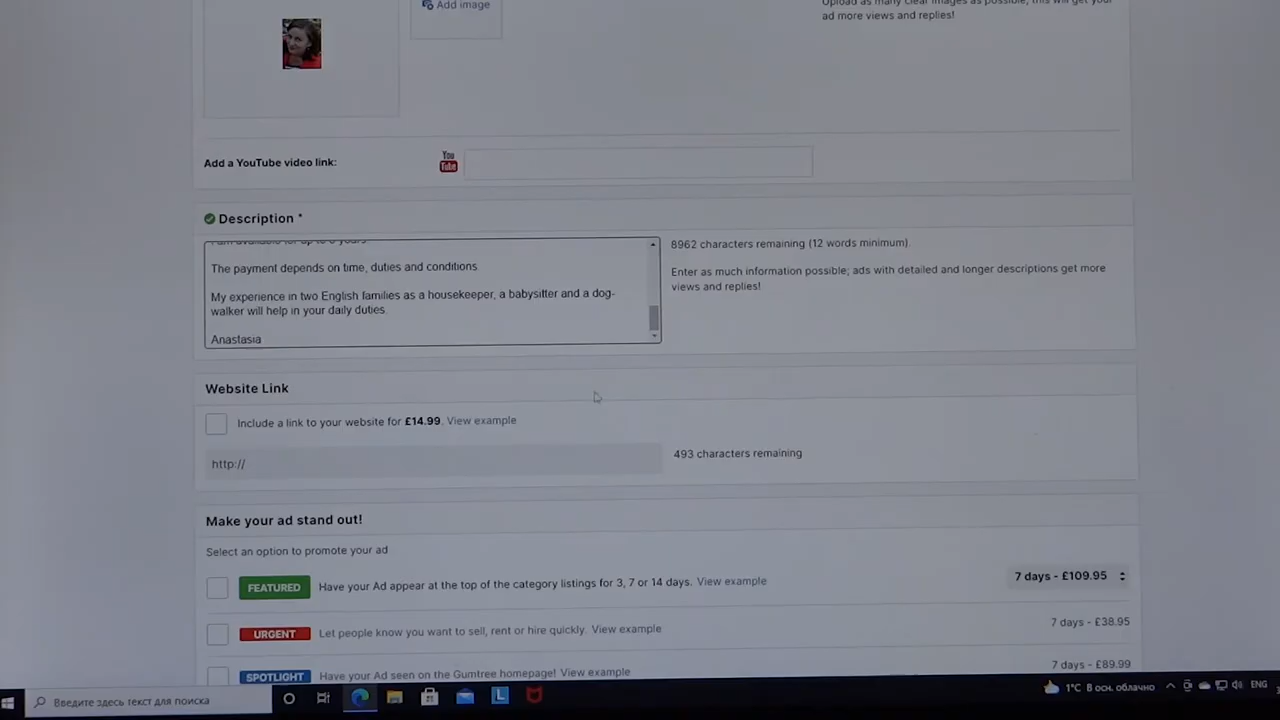 Add image
Upload as many clear images as possible, this will get your
ad more views and replies!
Add a YouTube video link:
You
Tube
Description *
8962 characters remaining (12 words minimum).
The payment depends on time, duties and conditions
Enter as much information possible; ads with detailed and longer descriptions get more
views and replies!
My experience in two English families as a housekeeper, a babysitter and a dog-
walker will help in your daily duties.
Anastasia
Website Link
Include a link to your website for £14.99. View example
http://
493 characters remaining
Make your ad stand out!
Select an option to promote your ad
FEATURED Have your Ad appear at the top of the category listings for 3, 7 or 14 days. View example 7 days - £109.95
URGENT Let people know you want to sell, rent or hire quickly. View example 7 days - £38.95
SPOTLIGHT Have your Ad seen on the Gumtree homepage! View example 7 days - £89.99
Введите здесь текст для поиска
L
1°C В осн. облачно
ENG